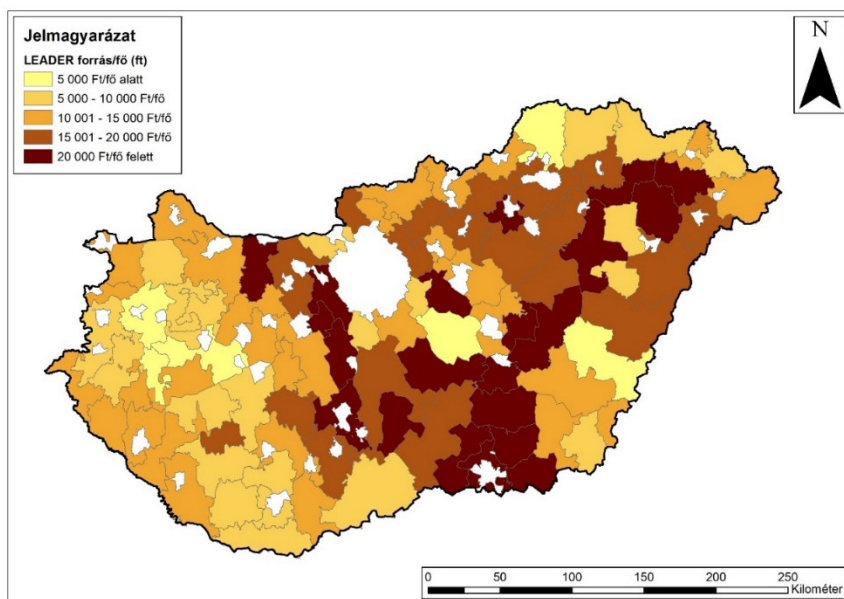 Jelmagyarázat
LEADER forrás/fő (ft)
5 000 Ft/fő alatt
5 000 - 10 000 Ft/fő
10 001 - 15 000 Ft/fő
15 001 - 20 000 Ft/fő
20 000 Ft/fő felett
N
0 50 100 150 200 250
Kilométer